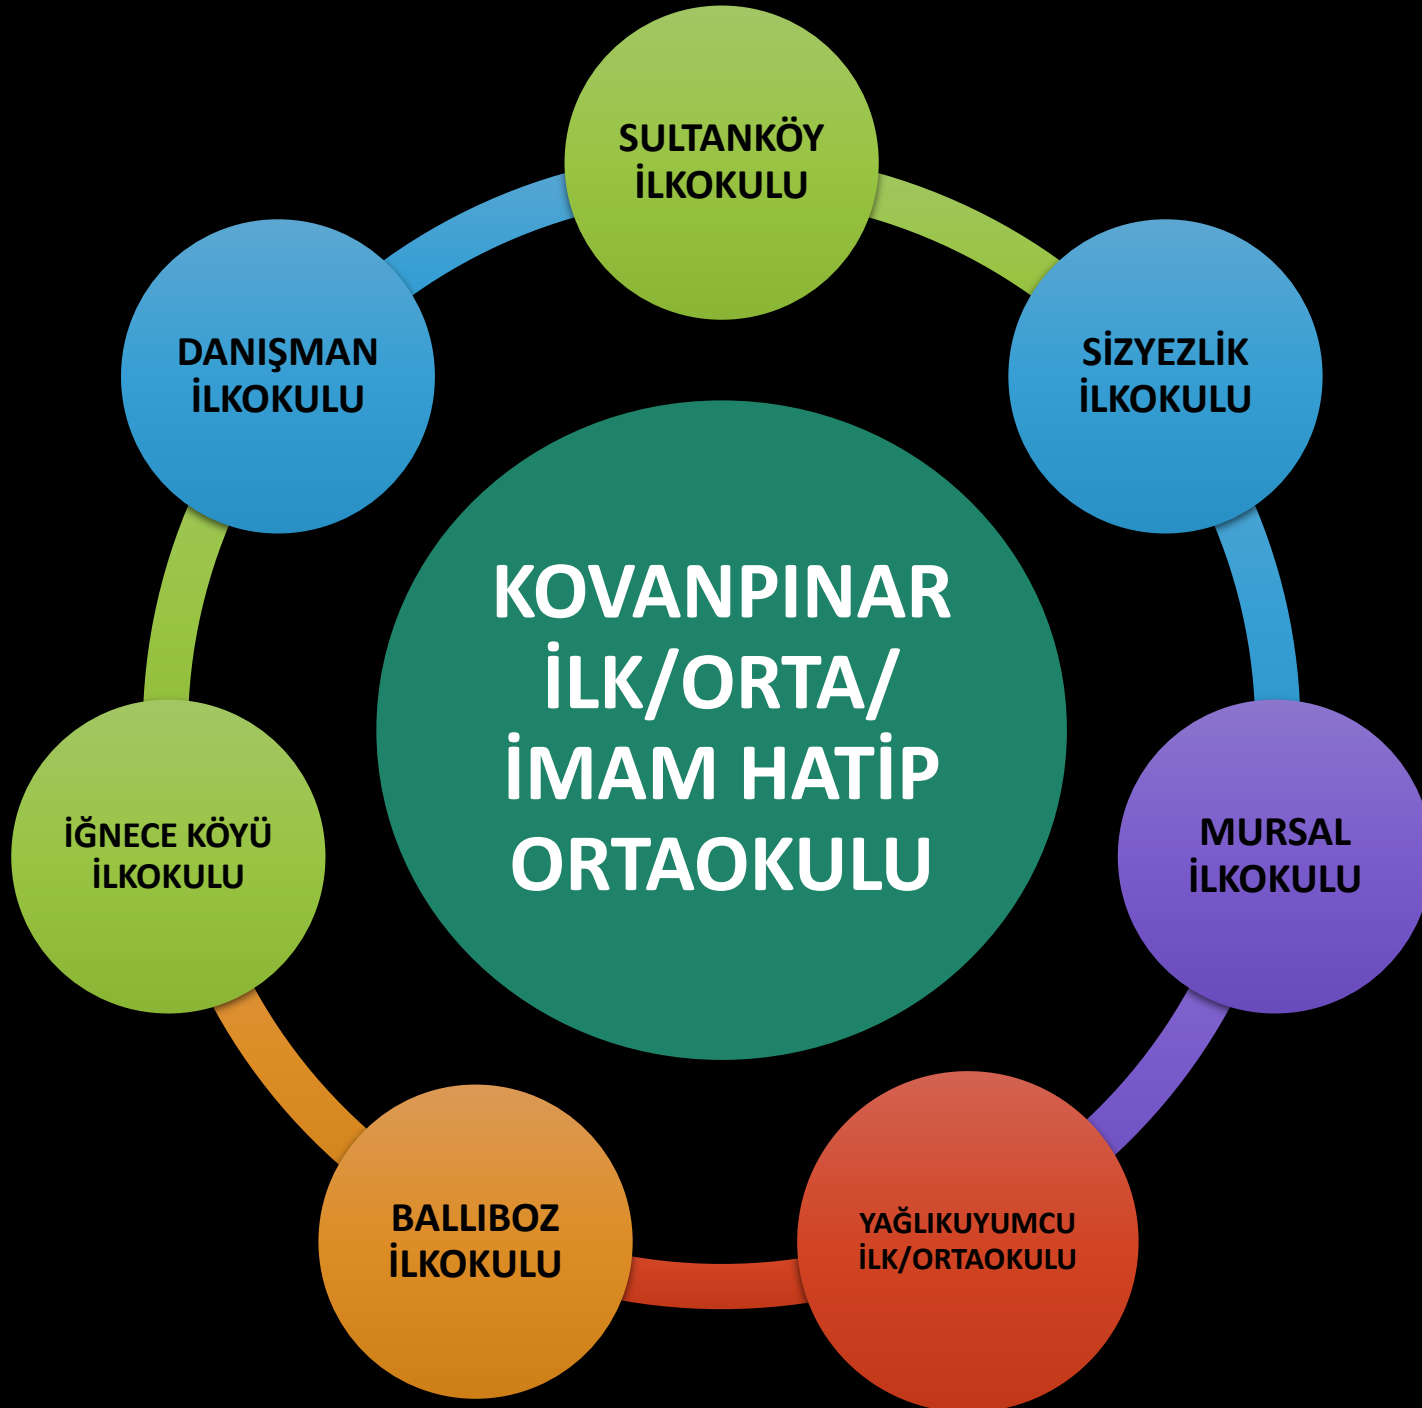 SULTANKÖY
İLKOKULU
SİZYEZLİK
İLKOKULU
MURSAL
İLKOKULU
YAĞLIKUYUMCU
İLK/ORTAOKULU
BALLIBOZ
İLKOKULU
İĞNECE KÖYÜ
İLKOKULU
DANIŞMAN
İLKOKULU
KOVANPINAR
İLK/ORTA/
İMAM HATİP
ORTAOKULU